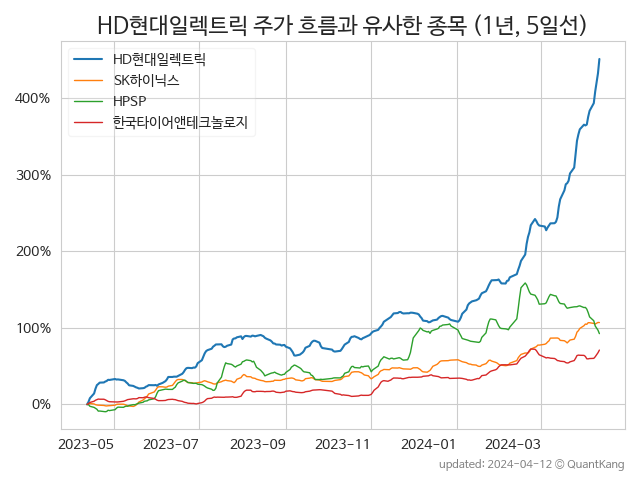 HD현대일렉트릭 주가 흐름과 유사한 종목 (1년, 5일선)
HD현대일렉트릭
SK하이닉스
HPSP
한국타이어앤테크놀로지
400%
300%
200%
100%
0%
2023-05 2023-07 2023-09 2023-11 2024-01 2024-03
updated: 2024-04-12 © QuantKang